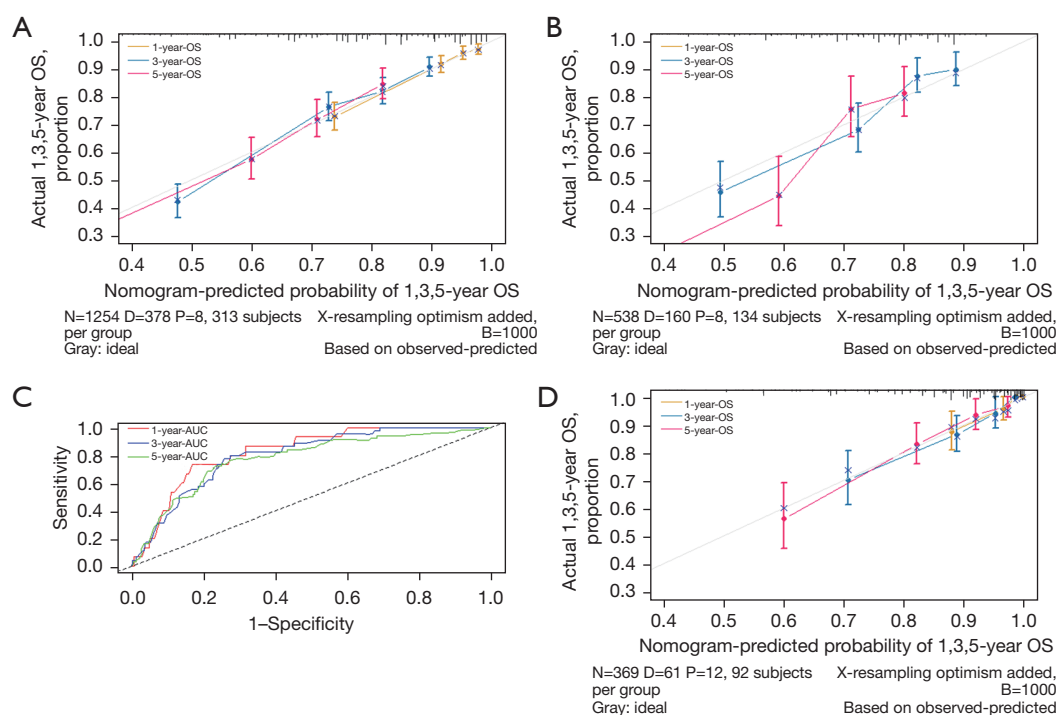 A
Actual 1,3,5-year OS,
proportion
1.0
0.9
0.8
0.7
0.6
0.5
0.4
0.3
1-year-OS
3-year-OS
5-year-OS
0.4 0.5 0.6 0.7 0.8 0.9 1.0
Nomogram-predicted probability of 1,3,5-year OS
N=1254 D=378 P=8, 313 subjects X-resampling optimism added,
per group B=1000
Gray: ideal Based on observed-predicted
B
Actual 1,3,5-year OS,
proportion
1.0
0.9
0.8
0.7
0.6
0.5
0.4
0.3
1-year-OS
3-year-OS
5-year-OS
0.4 0.5 0.6 0.7 0.8 0.9 1.0
Nomogram-predicted probability of 1,3,5-year OS
N=538 D=160 P=8, 134 subjects X-resampling optimism added,
per group B=1000
Gray: ideal Based on observed-predicted
C
Sensitivity
1.0
0.8
0.6
0.4
0.2
0.0
1-year-AUC
3-year-AUC
5-year-AUC
0.0 0.2 0.4 0.6 0.8 1.0
1–Specificity
D
Actual 1,3,5-year OS,
proportion
1.0
0.9
0.8
0.7
0.6
0.5
0.4
0.3
1-year-OS
3-year-OS
5-year-OS
0.4 0.5 0.6 0.7 0.8 0.9 1.0
Nomogram-predicted probability of 1,3,5-year OS
N=369 D=61 P=12, 92 subjects X-resampling optimism added,
per group B=1000
Gray: ideal Based on observed-predicted